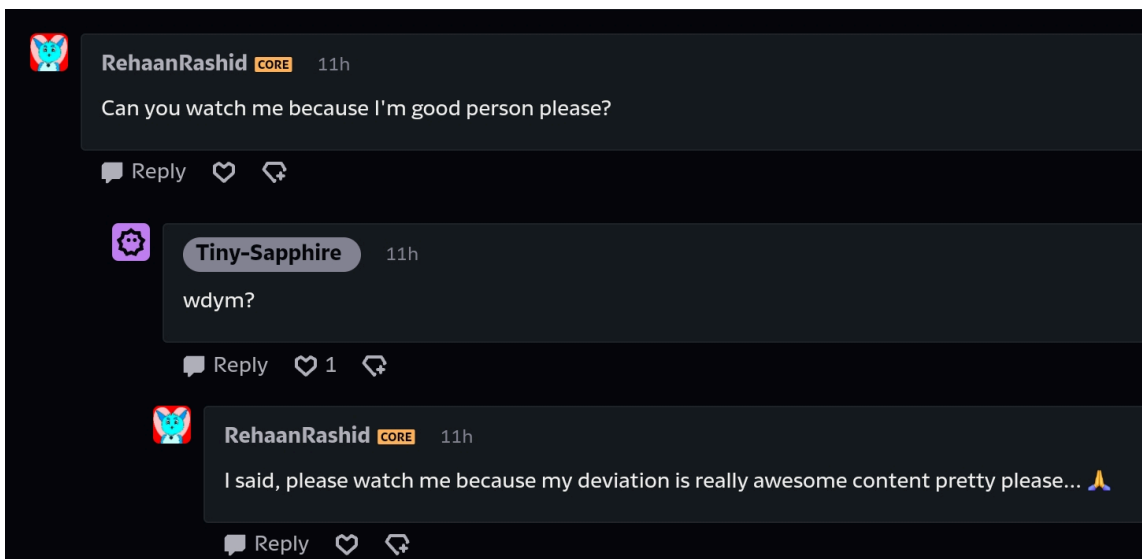 RehaanRashid CORE 11h
Can you watch me because I'm good person please?
Reply
Tiny-Sapphire 11h
wdym?
Reply 1
RehaanRashid CORE 11h
I said, please watch me because my deviation is really awesome content pretty please... 🙏
Reply